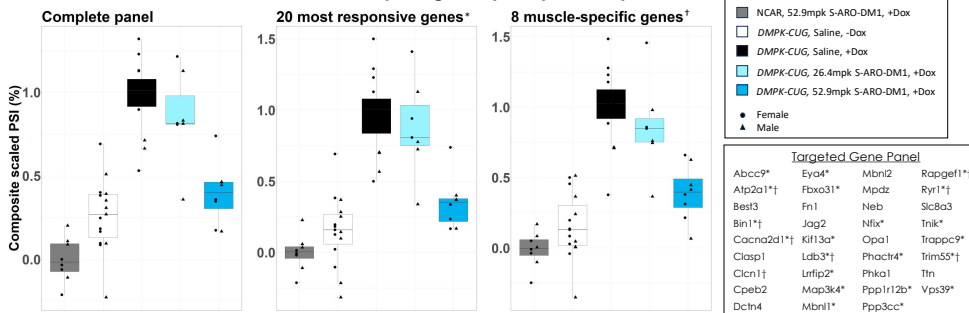 Complete panel
20 most responsive genes*
8 muscle-specific genes†
Composite scaled PSI (%)
1.0
0.5
0.0
1.5
1.0
0.5
0.0
1.5
1.0
0.5
0.0
NCAR, 52.9mpk S-ARO-DM1, +Dox
DMPK-CUG, Saline, -Dox
DMPK-CUG, Saline, +Dox
DMPK-CUG, 26.4mpk S-ARO-DM1, +Dox
DMPK-CUG, 52.9mpk S-ARO-DM1, +Dox
Female
Male
Targeted Gene Panel
Abcc9* Eya4* Mbnl2 Rapgef1*†
Atp2a1*† Fbxo31* Mpdz Ryr1*†
Best3 Fn1 Neb Slc8a3
Bin1*† Jag2 Nfix* Tnik*
Cacna2d1*† Kif13a* Opa1 Trappc9*
Clasp1 Ldb3*† Phactr4* Trim55*†
Clcn1† Lrrfip2* Phka1 Ttn
Cpeb2 Map3k4* Ppp1r12b* Vps39*
Dctn4 Mbnl1* Ppp3cc*